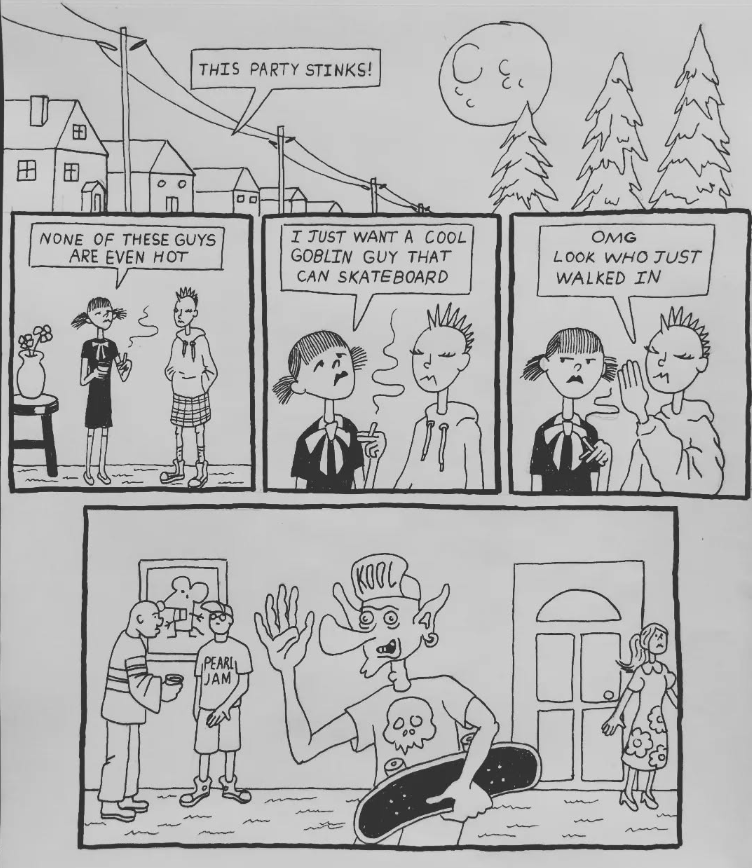 THIS PARTY STINKS!
NONE OF THESE GUYS
ARE EVEN HOT
I JUST WANT A COOL
GOBLIN GUY THAT
CAN SKATEBOARD
OMG
LOOK WHO JUST
WALKED IN
KOOL
PEARL
JAM